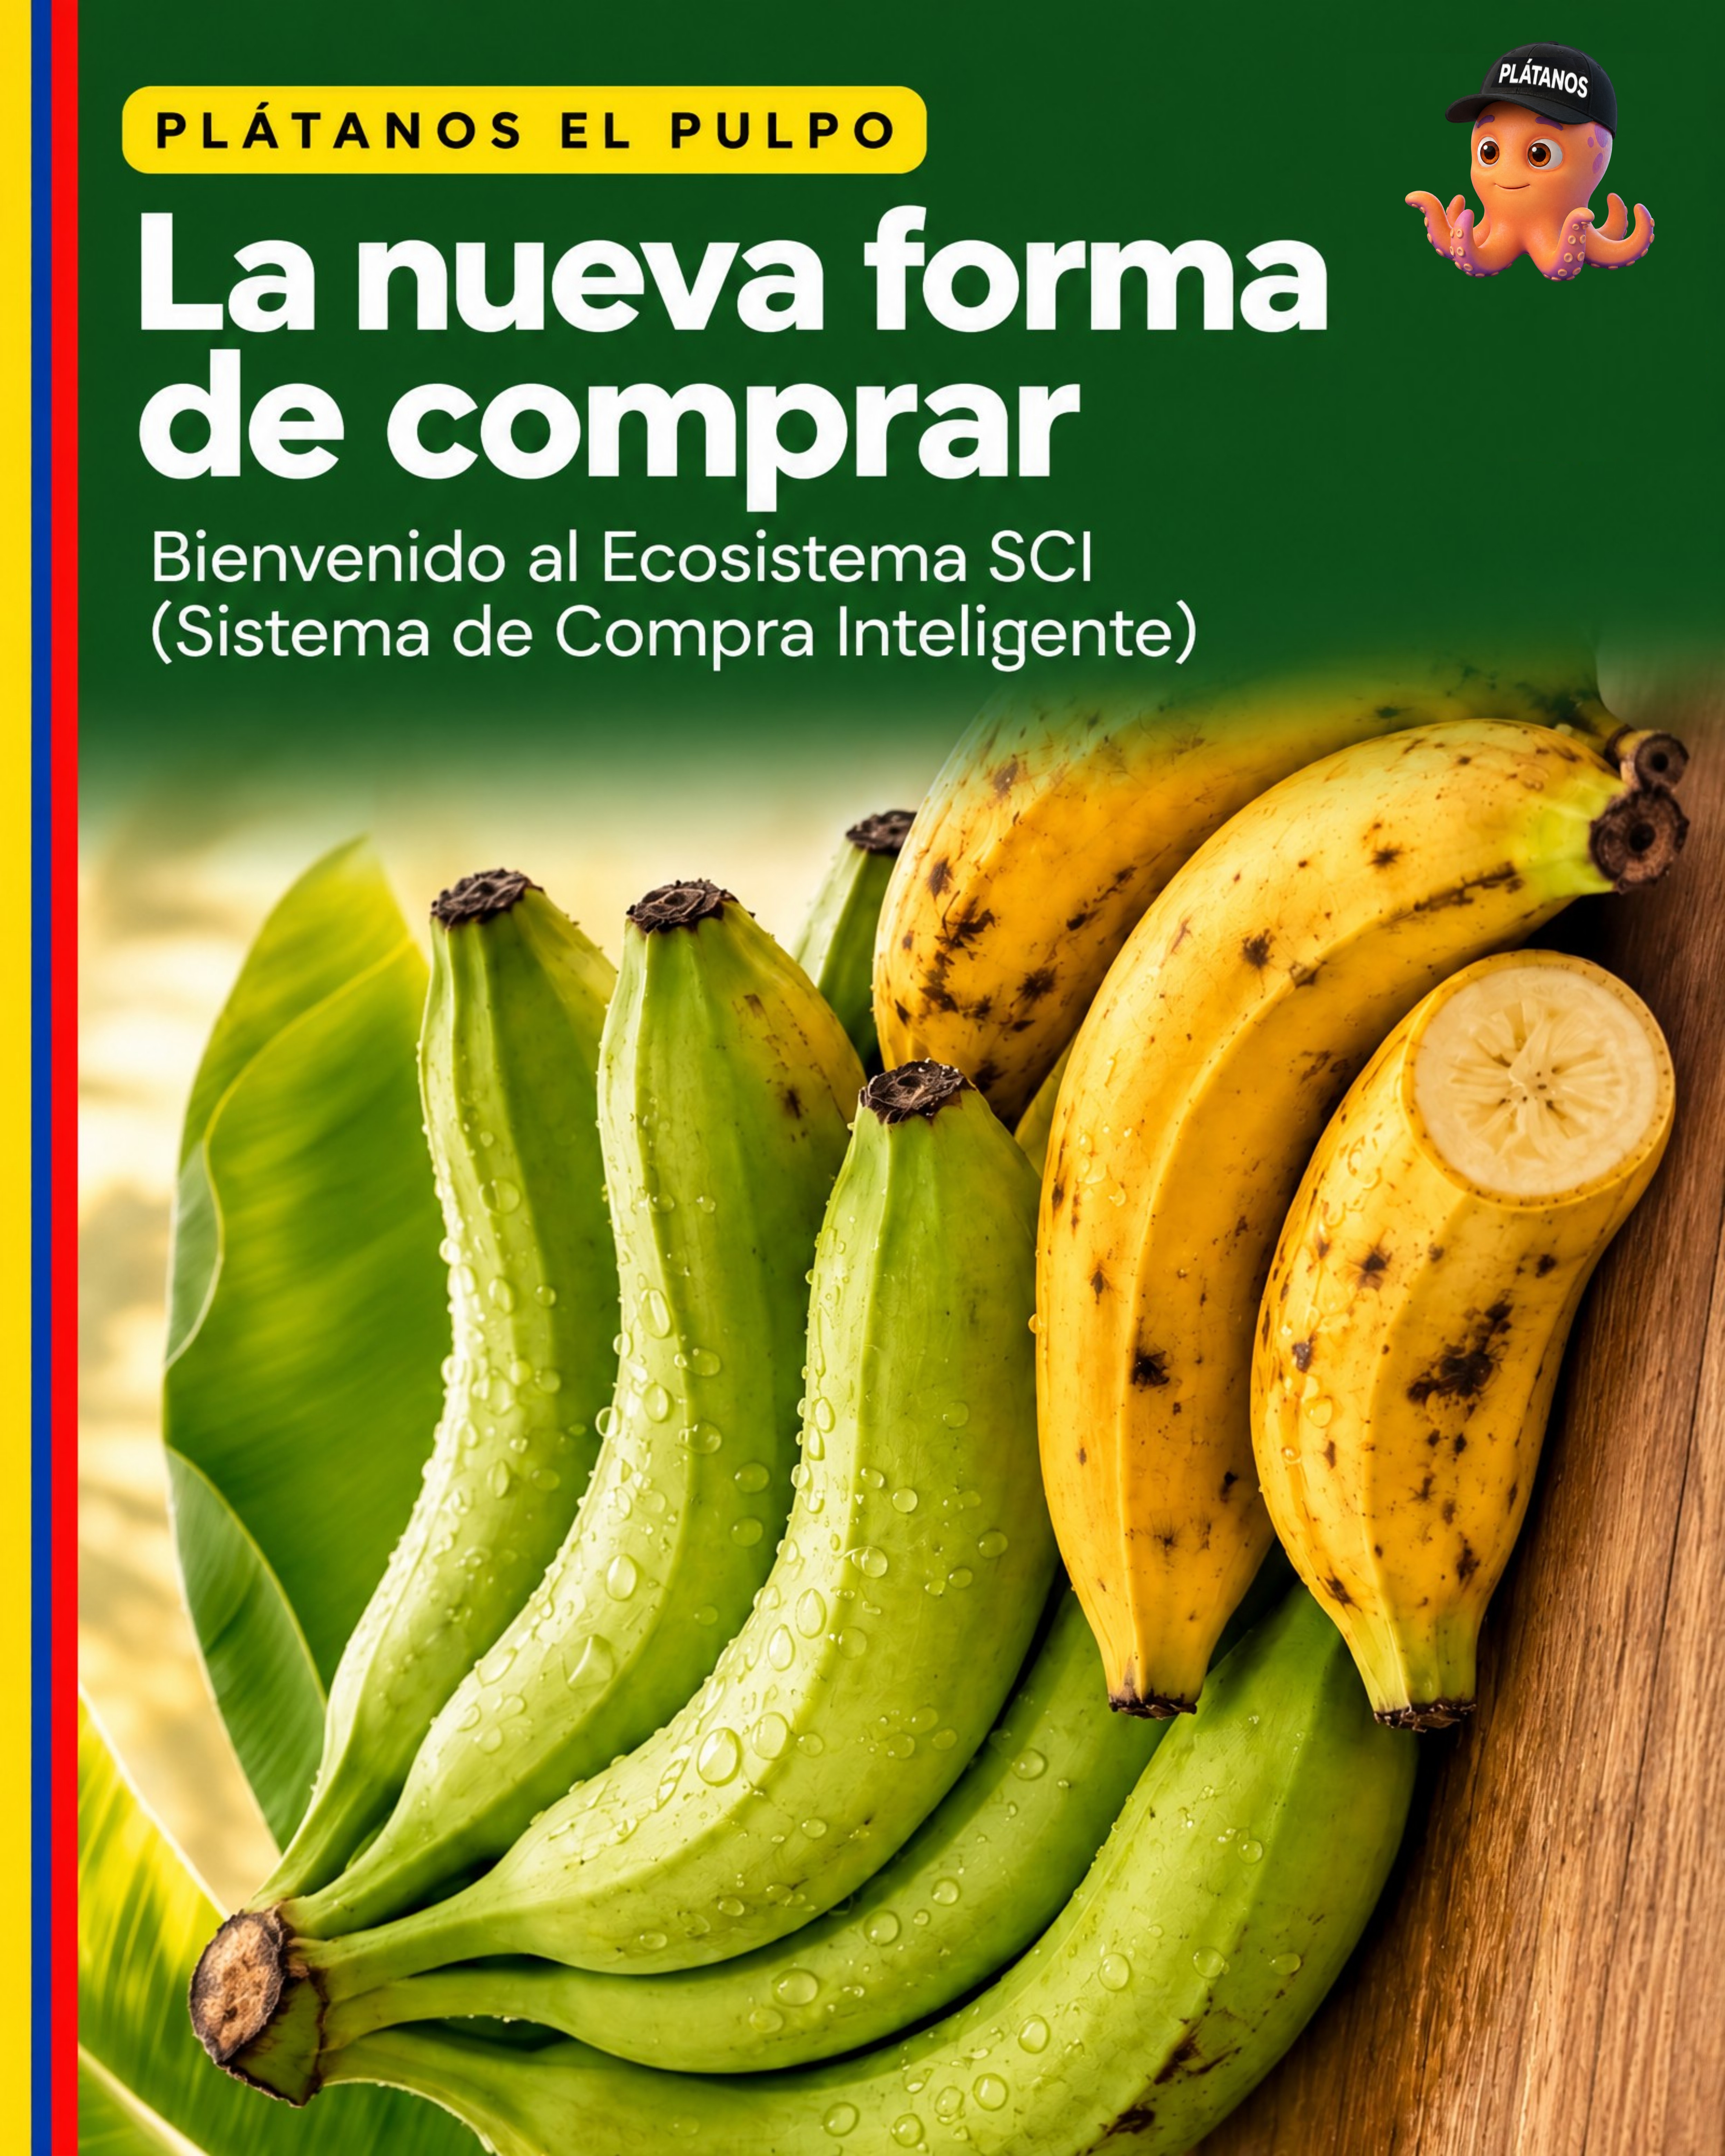 PLÁTANOS
PLÁTANOS EL PULPO
La nueva forma
de comprar
Bienvenido al Ecosistema SCI
(Sistema de Compra Inteligente)